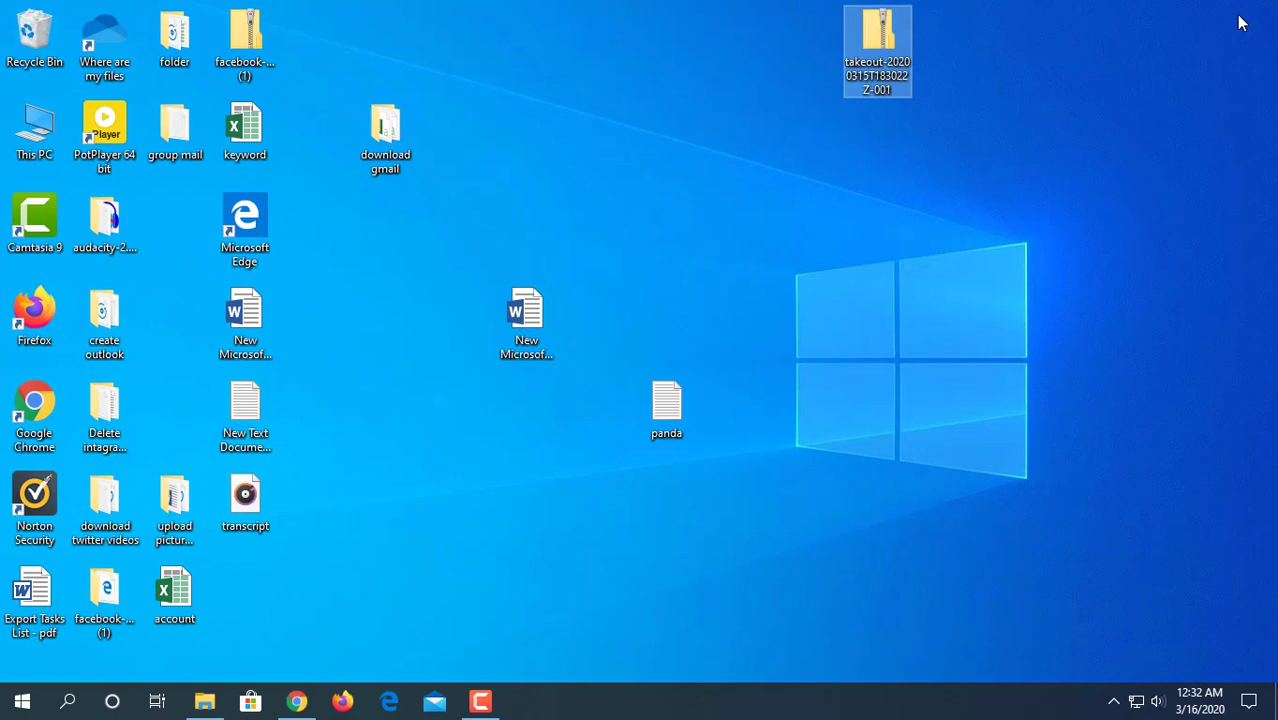 Recycle Bin
Where are
my files
folder
facebook-...
(1)
takeout-2020
0315T183022
Z-001
This PC
Player
PotPlayer 64
bit
group mail
keyword
download
gmail
Camtasia 9
audacity-2....
Microsoft
Edge
Firefox
create
outlook
New
Microsof...
New
Microsof...
Google
Chrome
Delete
intagra...
New Text
Docume...
panda
Norton
Security
download
twitter videos
upload
pictur...
transcript
Export Tasks
List - pdf
facebook-...
(1)
account
12:32 AM
3/16/2020